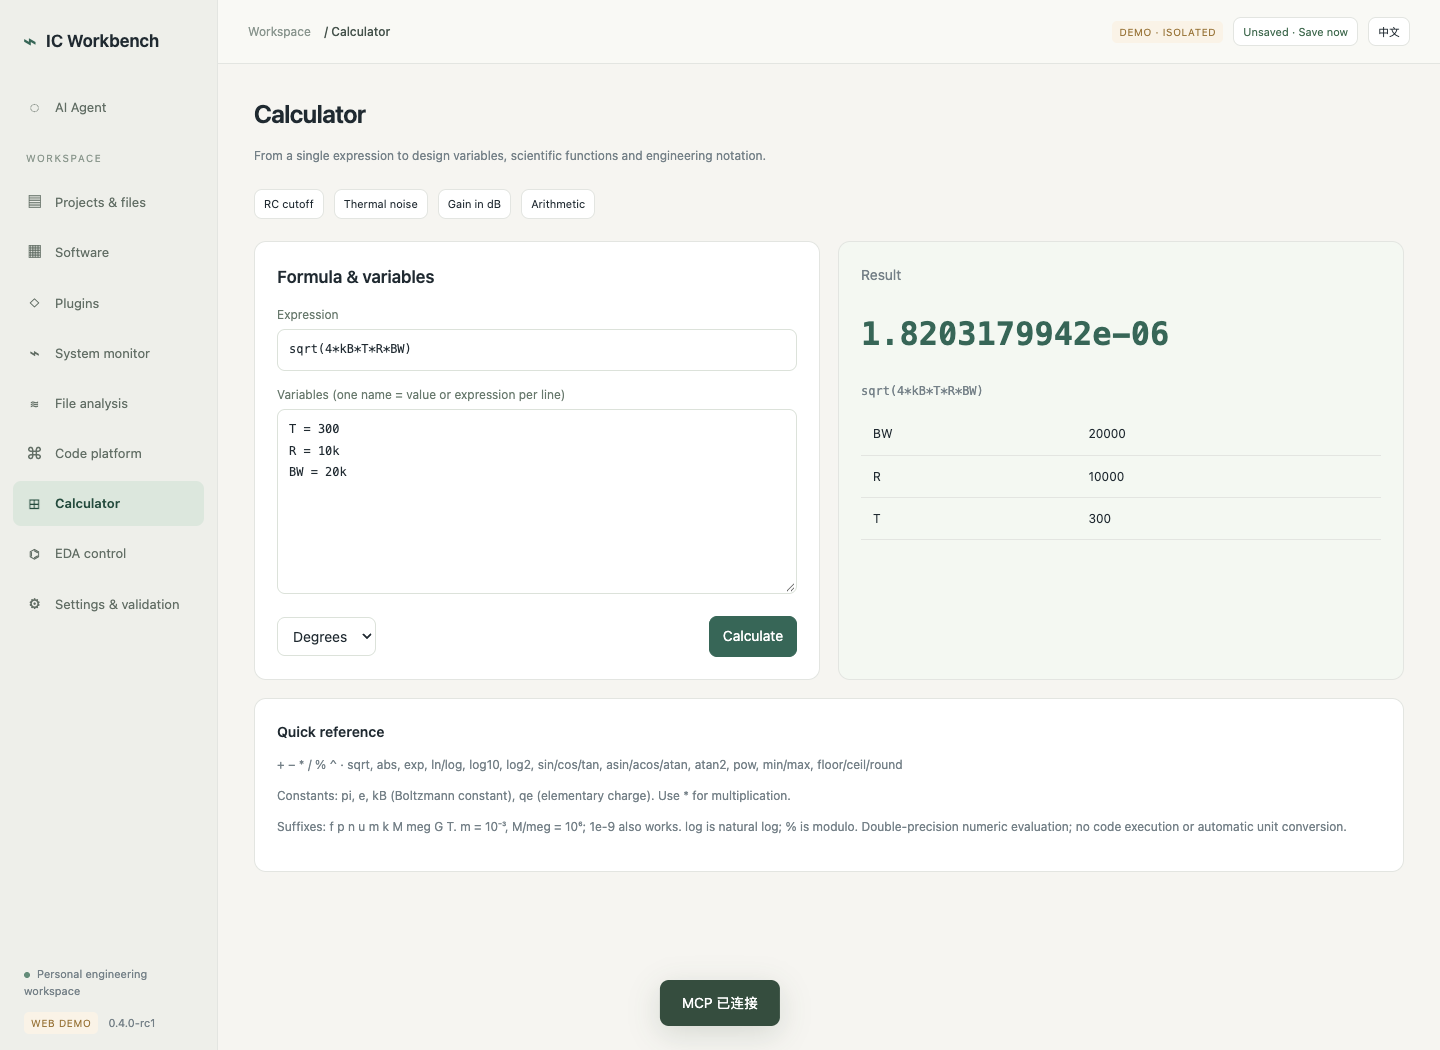 IC Workbench
AI Agent
WORKSPACE
Projects & files
Software
Plugins
System monitor
File analysis
Code platform
Calculator
EDA control
Settings & validation
Personal engineering
workspace
WEB DEMO 0.4.0-rc1
Workspace / Calculator
DEMO · ISOLATED
Unsaved · Save now
中文
Calculator
From a single expression to design variables, scientific functions and engineering notation.
RC cutoff
Thermal noise
Gain in dB
Arithmetic
Formula & variables
Expression
sqrt(4*kB*T*R*BW)
Variables (one name = value or expression per line)
T = 300
R = 10k
BW = 20k
Degrees
Calculate
Result
1.8203179942e-06
sqrt(4*kB*T*R*BW)
BW 20000
R 10000
T 300
Quick reference
+ − * / % ^ · sqrt, abs, exp, ln/log, log10, log2, sin/cos/tan, asin/acos/atan, atan2, pow, min/max, floor/ceil/round
Constants: pi, e, kB (Boltzmann constant), qe (elementary charge). Use * for multiplication.
Suffixes: f p n u m k M meg G T. m = 10⁻³, M/meg = 10⁶; 1e-9 also works. log is natural log; % is modulo. Double-precision numeric evaluation; no code execution or automatic unit conversion.
MCP 已连接